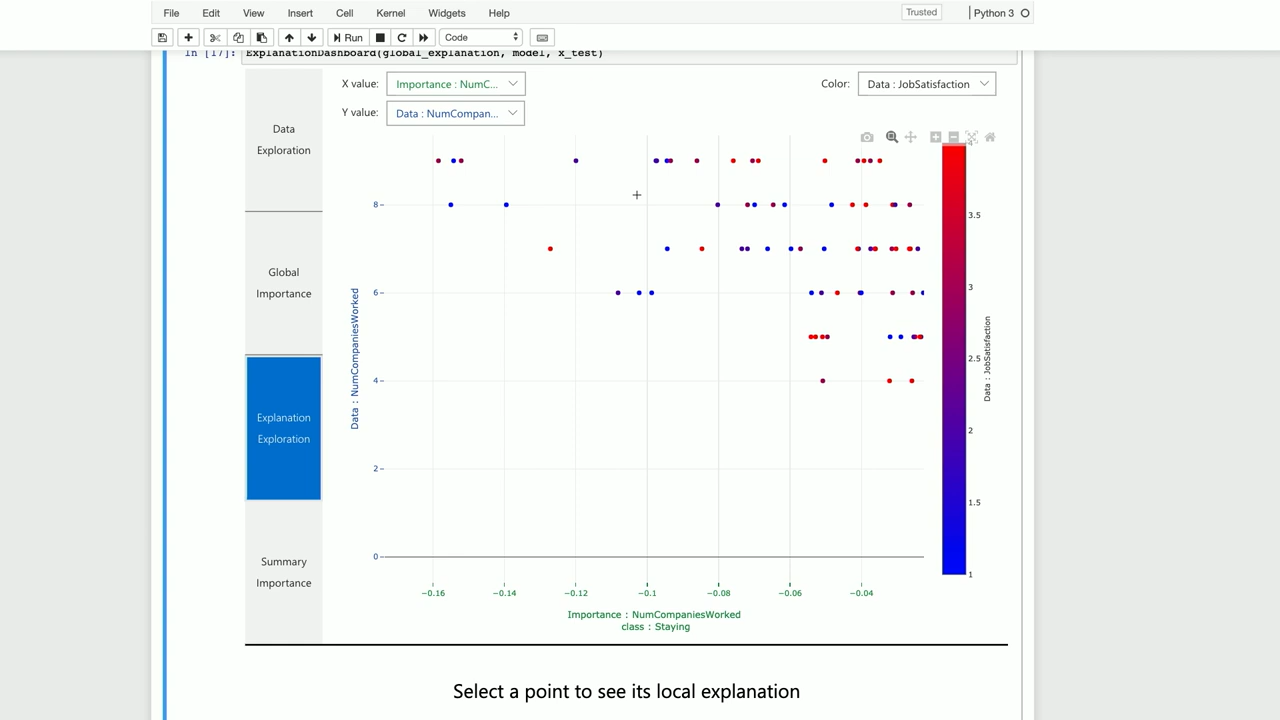 File Edit View Insert Cell Kernel Widgets Help Trusted Python 3
Run Code
In [17]: ExplanationDashboard(global_explanation, model, x_test)
X value: Importance : NumC... Color: Data : JobSatisfaction
Y value: Data : NumCompan...
Data
Exploration
Global
Importance
Explanation
Exploration
Summary
Importance
Data : NumCompaniesWorked
8
6
4
2
0
−0.16 −0.14 −0.12 −0.1 −0.08 −0.06 −0.04
Importance : NumCompaniesWorked
class : Staying
4
3.5
3
2.5
2
1.5
1
Data : JobSatisfaction
Select a point to see its local explanation